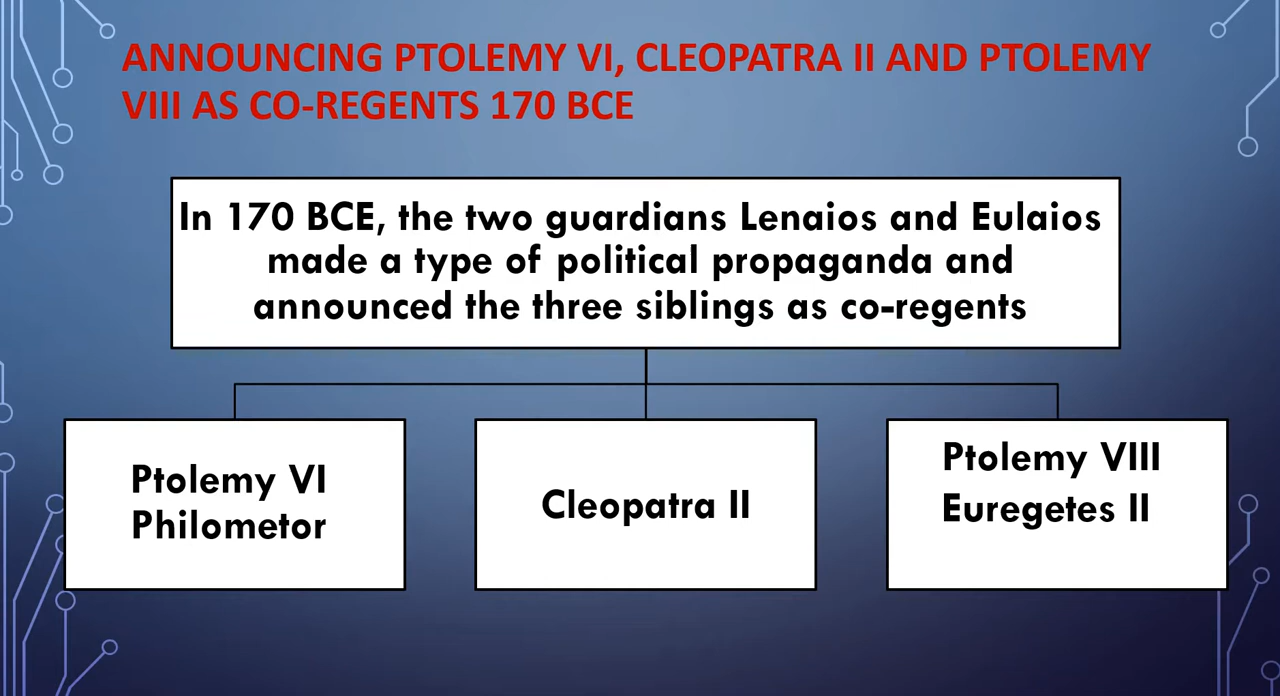 ANNOUNCING PTOLEMY VI, CLEOPATRA II AND PTOLEMY
VIII AS CO-REGENTS 170 BCE
In 170 BCE, the two guardians Lenaios and Eulaios
made a type of political propaganda and
announced the three siblings as co-regents
Ptolemy VI
Philometor
Cleopatra II
Ptolemy VIII
Euregetes II